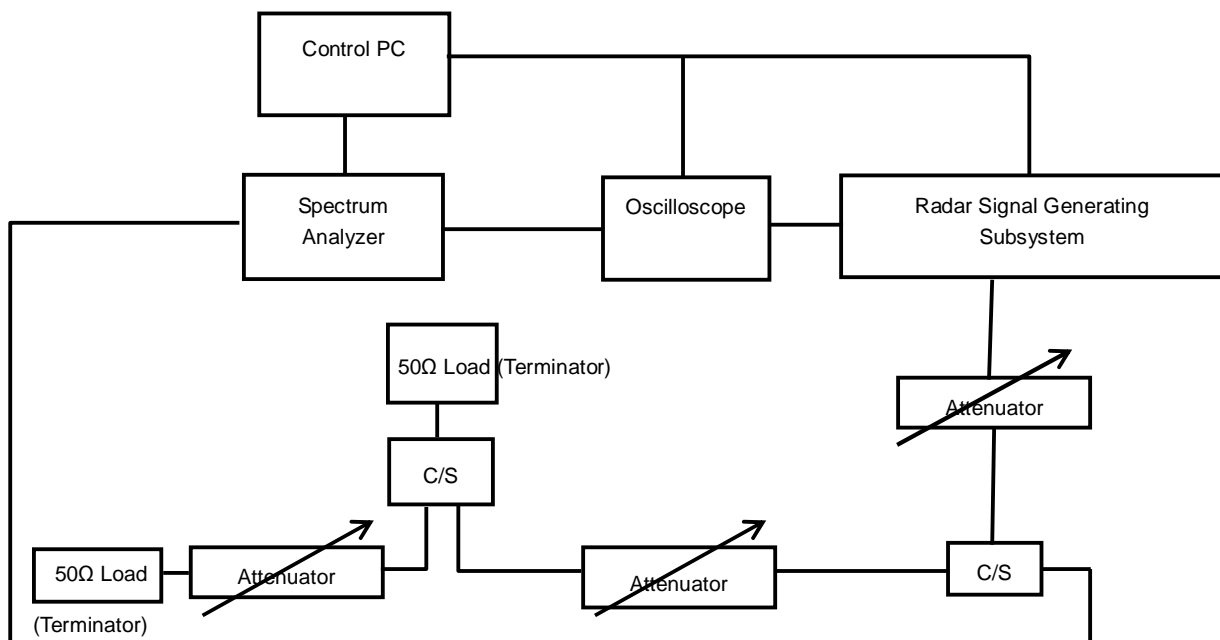 Control PC
Spectrum
Analyzer
Oscilloscope
Radar Signal Generating
Subsystem
50Ω Load (Terminator)
Attenuator
C/S
50Ω Load
(Terminator)
Attenuator
Attenuator
C/S